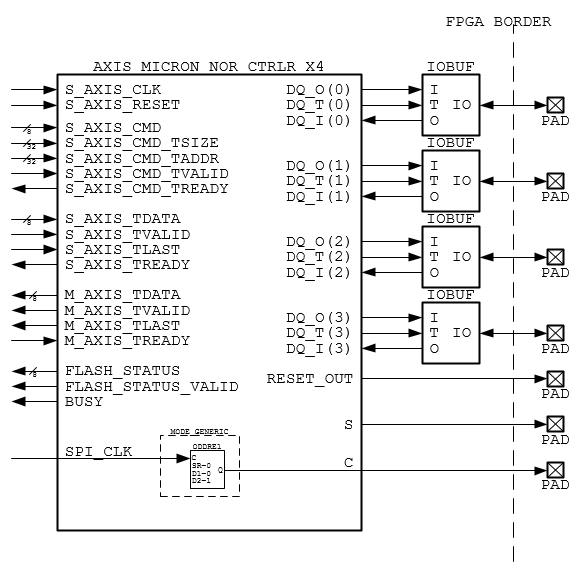 FPGA BORDER
AXIS MICRON NOR CTRLR X4
IOBUF
S_AXIS_CLK DQ_O(0) I
S_AXIS_RESET DQ_T(0) T IO
DQ_I(0) O PAD
8 S_AXIS_CMD
32 S_AXIS_CMD_TSIZE IOBUF
32 S_AXIS_CMD_TADDR DQ_O(1) I
S_AXIS_CMD_TVALID DQ_T(1) T IO
S_AXIS_CMD_TREADY DQ_I(1) O PAD
8 S_AXIS_TDATA IOBUF
S_AXIS_TVALID DQ_O(2) I
S_AXIS_TLAST DQ_T(2) T IO
S_AXIS_TREADY DQ_I(2) O PAD
8 M_AXIS_TDATA IOBUF
M_AXIS_TVALID DQ_O(3) I
M_AXIS_TLAST DQ_T(3) T IO
M_AXIS_TREADY DQ_I(3) O PAD
8 FLASH_STATUS RESET_OUT
FLASH_STATUS_VALID PAD
BUSY
S
PAD
MODE GENERIC
ODDRE1
SPI_CLK C C
SR-0 Q
D1-0
D2-1
PAD